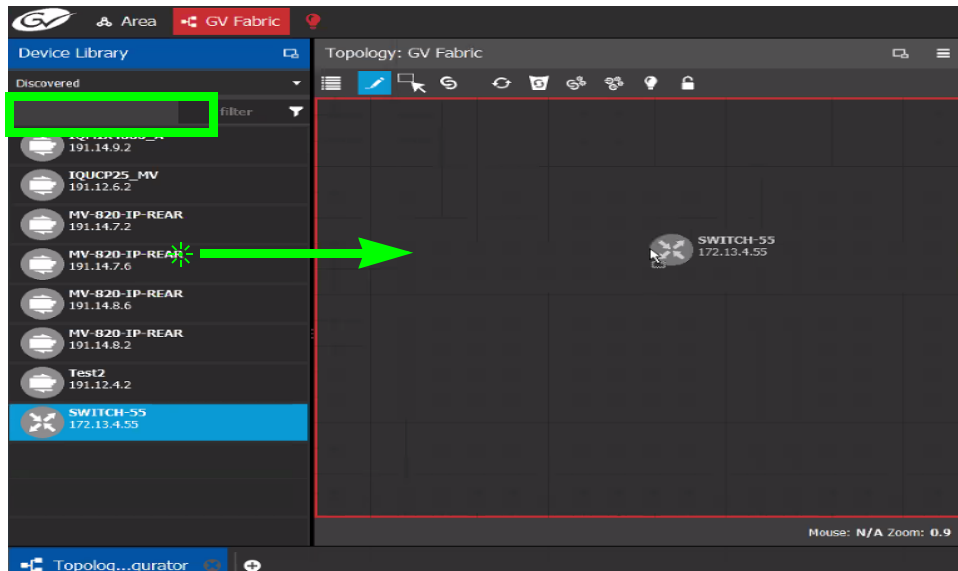 GV Area GV Fabric
Device Library
Topology: GV Fabric
Discovered
filter
191.14.9.2
IQUCP25_MV
191.12.6.2
MV-820-IP-REAR
191.14.7.2
MV-820-IP-REAR
191.14.7.6
MV-820-IP-REAR
191.14.8.6
MV-820-IP-REAR
191.14.8.2
Test2
191.12.4.2
SWITCH-55
172.13.4.55
SWITCH-55
172.13.4.55
Mouse: N/A Zoom: 0.9
Topolog...gurator